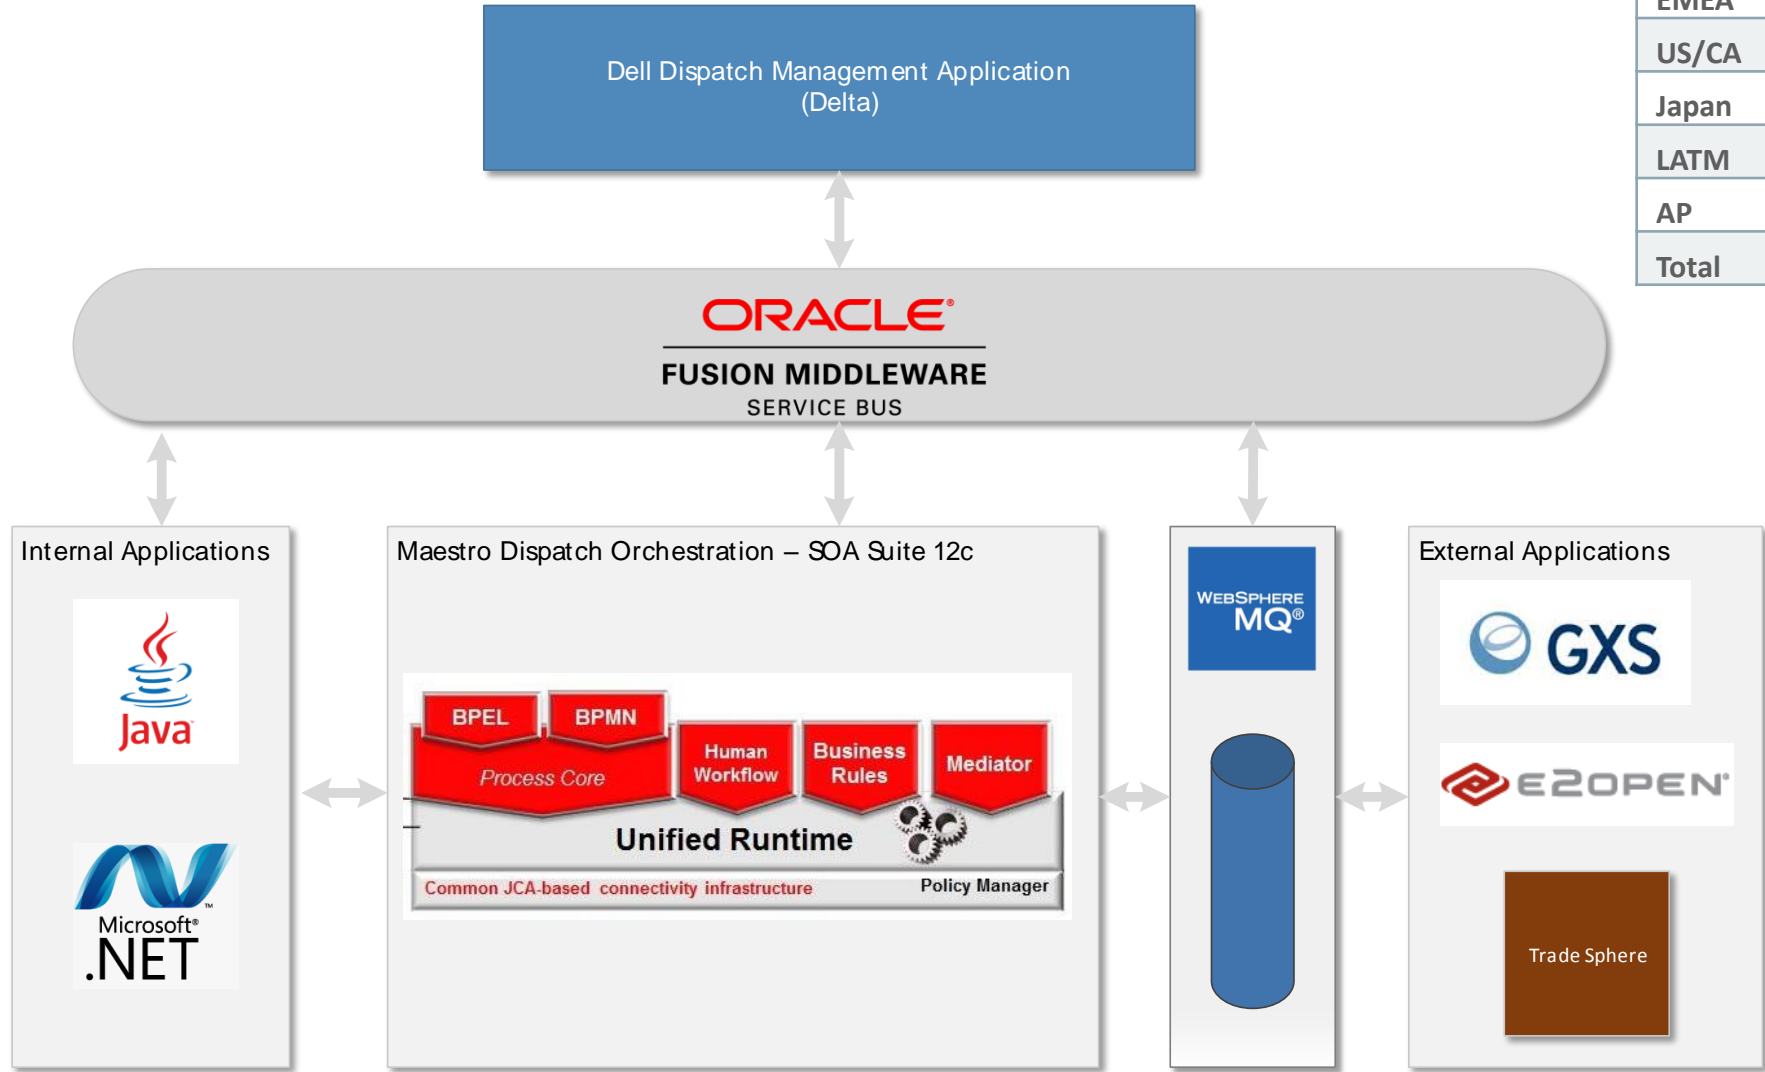 Dell Dispatch Management Application
(Delta)
EMEA
US/CA
Japan
LATM
AP
Total
ORACLE®
FUSION MIDDLEWARE
SERVICE BUS
Internal Applications
Java™
Microsoft®
.NET™
Maestro Dispatch Orchestration – SOA Suite 12c
BPEL
BPMN
Process Core
Human
Workflow
Business
Rules
Mediator
Unified Runtime
Common JCA-based connectivity infrastructure
Policy Manager
WEBSPHERE
MQ®
External Applications
GXS
E2OPEN®
Trade Sphere